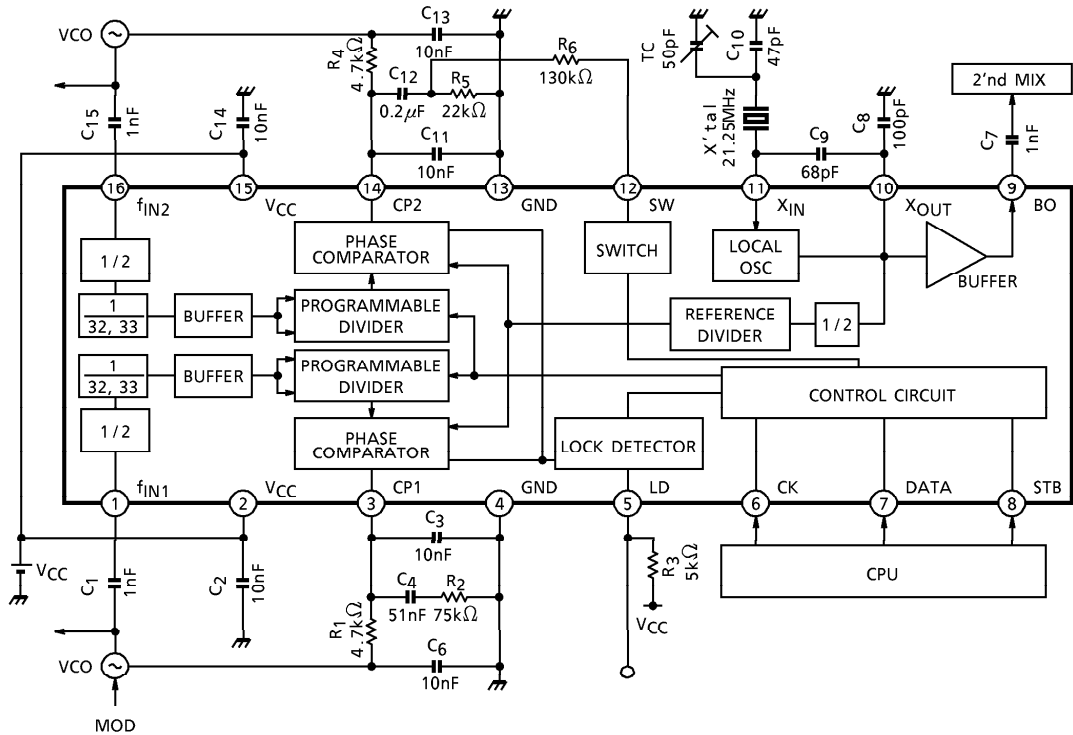 VCO
C13
10nF
R4
4.7kΩ
C12
0.2μF
R5
22kΩ
R6
130kΩ
C11
10nF
C15
1nF
C14
10nF
TC
50pF
C10
47pF
X'tal
21.25MHz
C9
68pF
C8
100pF
2'nd MIX
C7
1nF
16
15
14
13
12
11
10
9
fIN2
VCC
CP2
GND
SW
XIN
XOUT
BO
1/2
PHASE
COMPARATOR
SWITCH
LOCAL
OSC
BUFFER
1
32, 33
BUFFER
PROGRAMMABLE
DIVIDER
REFERENCE
DIVIDER
1/2
1
32, 33
BUFFER
PROGRAMMABLE
DIVIDER
CONTROL CIRCUIT
1/2
PHASE
COMPARATOR
LOCK DETECTOR
fIN1
VCC
CP1
GND
LD
CK
DATA
STB
1
2
3
4
5
6
7
8
VCC
C1
1nF
C2
10nF
C3
10nF
C4
51nF
R2
75kΩ
R1
4.7kΩ
C6
10nF
R3
5kΩ
VCC
CPU
VCO
MOD